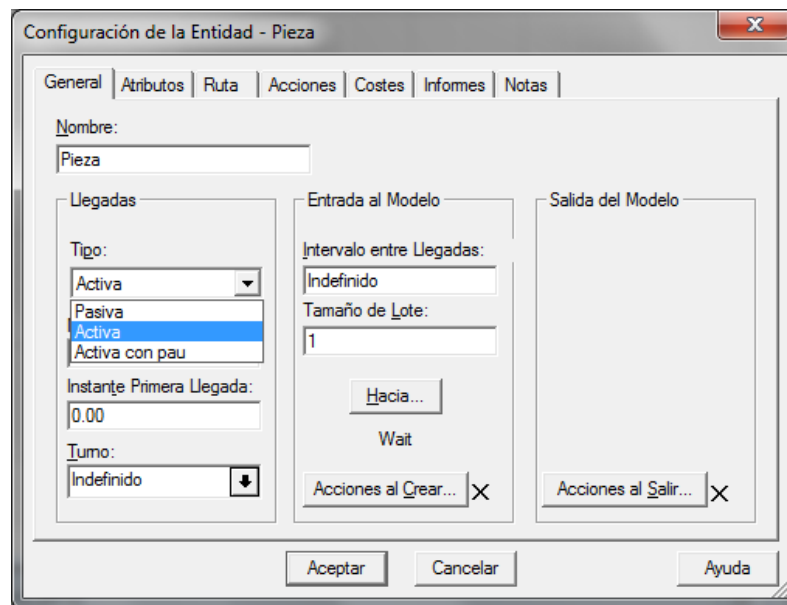 Configuración de la Entidad - Pieza
General Atributos Ruta Acciones Costes Informes Notas
Nombre:
Pieza
Llegadas
Tipo:
Activa
Pasiva
Activa
Activa con pau
Instante Primera Llegada:
0.00
Turno:
Indefinido
Entrada al Modelo
Intervalo entre Llegadas:
Indefinido
Tamaño de Lote:
1
Hacia...
Wait
Acciones al Crear...
Salida del Modelo
Acciones al Salir...
Aceptar Cancelar Ayuda